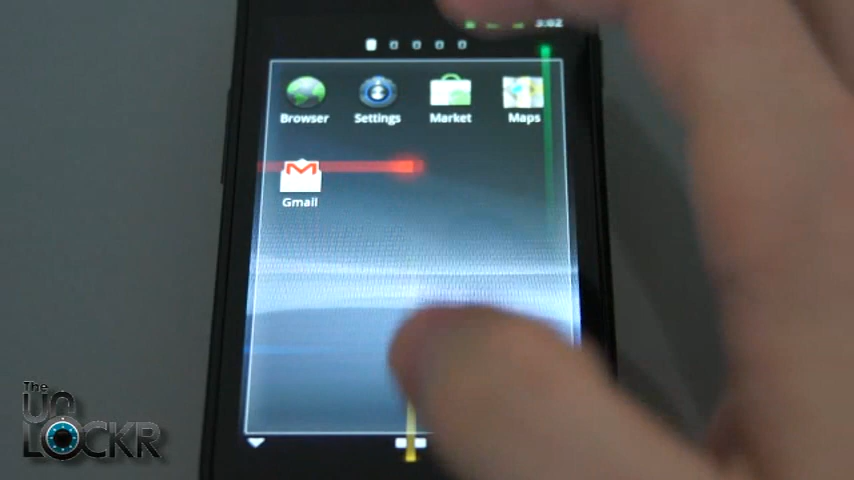 3:02
Browser Settings Market Maps
Gmail
The
UN
LOCKR